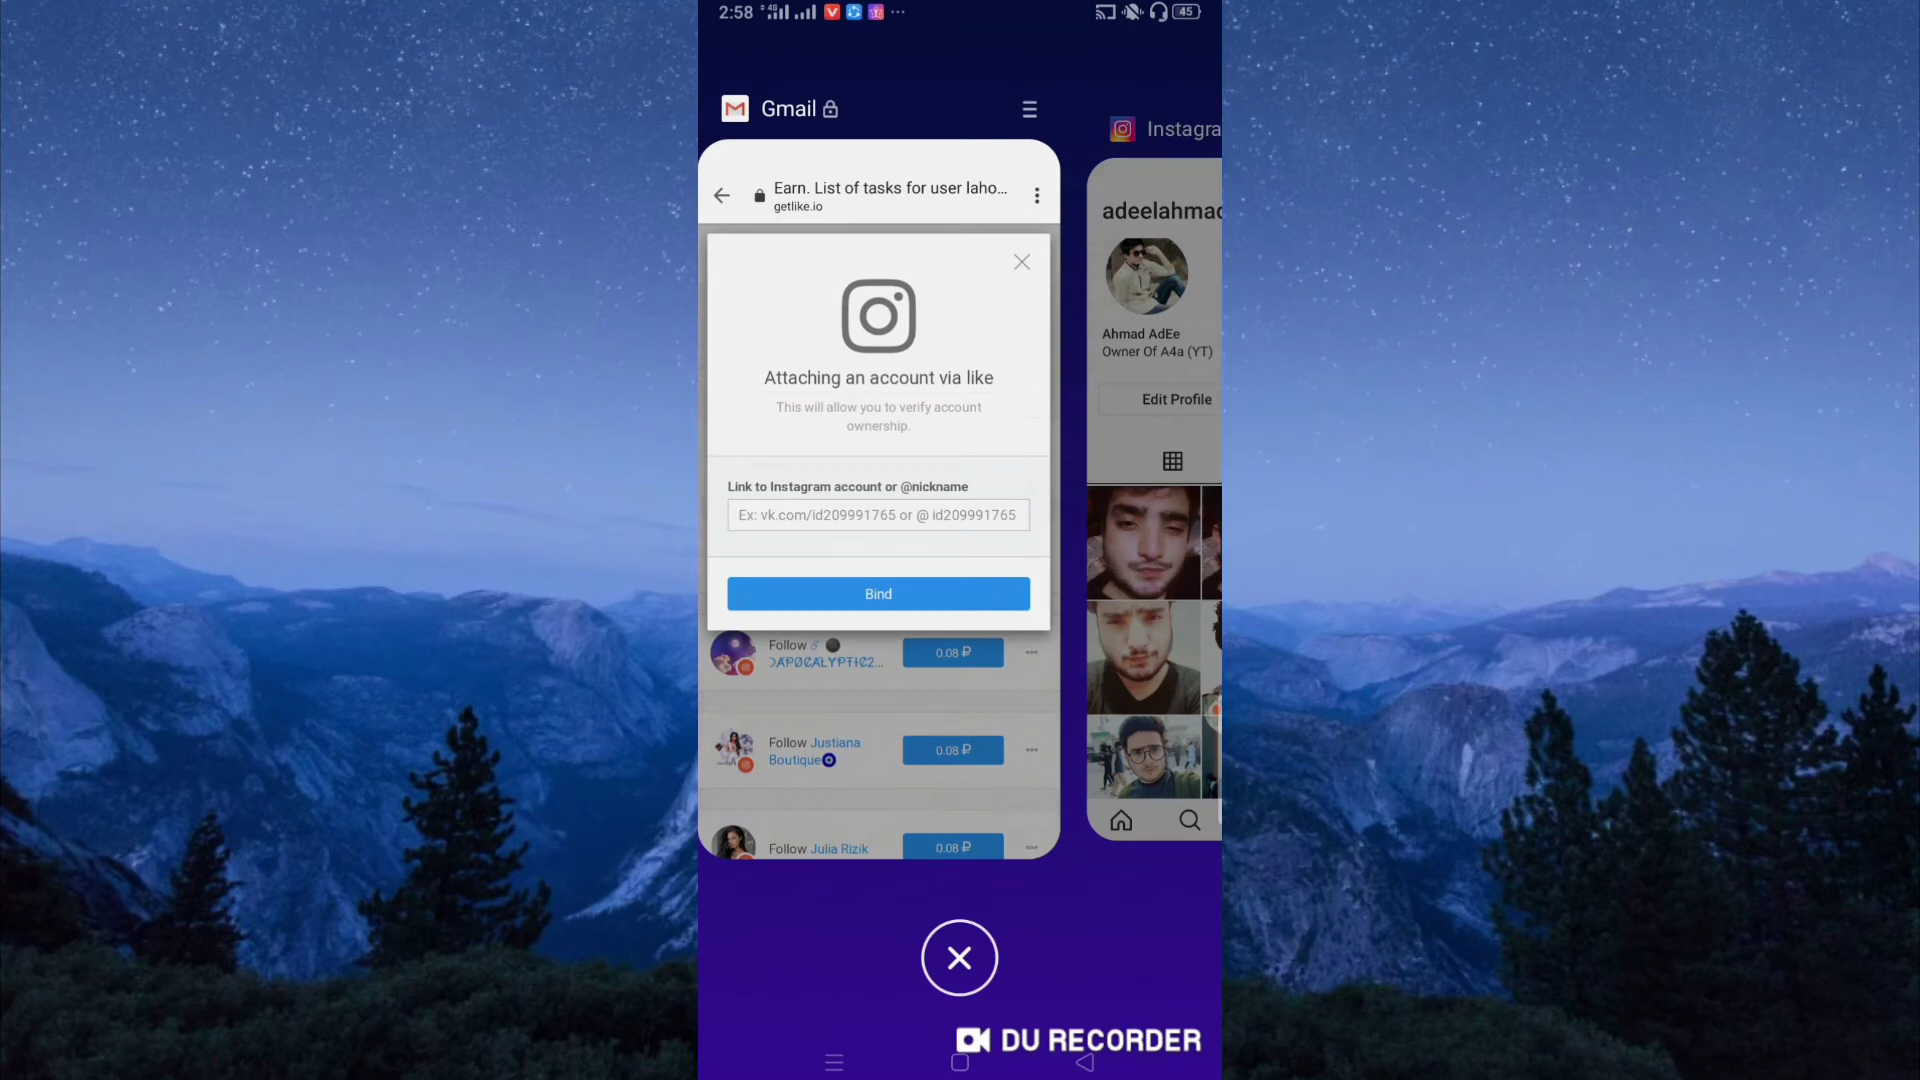 2:58
4G
45
Gmail
Instagra
Earn. List of tasks for user laho...
getlike.io
adeelahmad
Ahmad AdEe
Owner Of A4a (YT)
Edit Profile
Attaching an account via like
This will allow you to verify account
ownership.
Link to Instagram account or @nickname
Ex: vk.com/id209991765 or @ id209991765
Bind
Follow
0.08 ₽
Follow Justiana
Boutique
0.08 ₽
Follow Julia Rizik
0.08 ₽
DU RECORDER